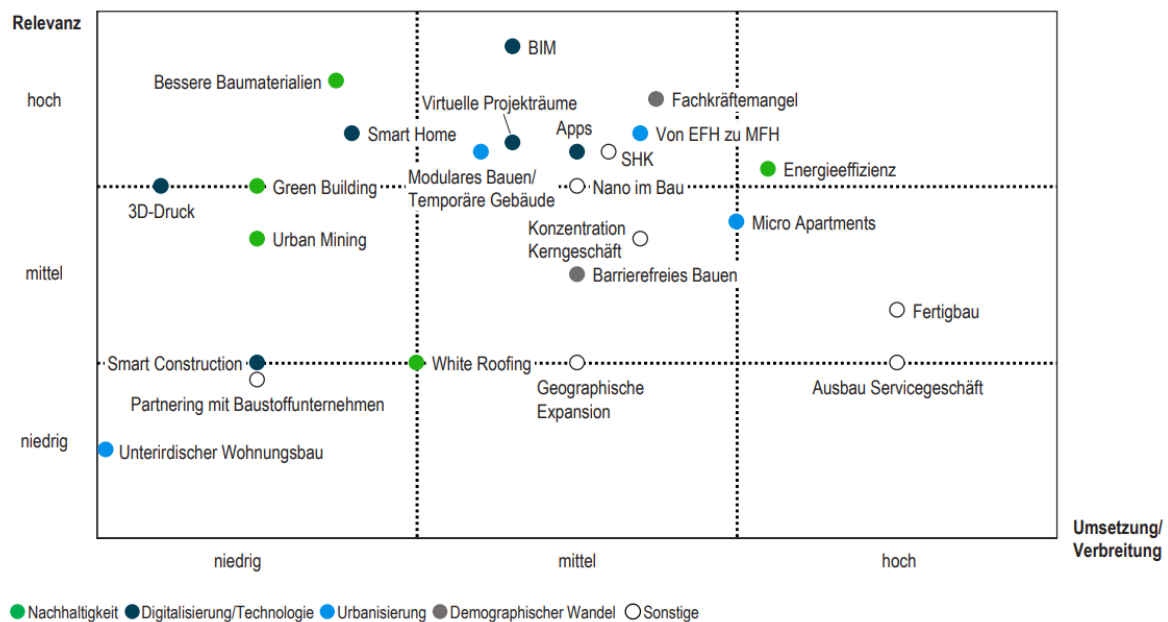 Relevanz
BIM
Bessere Baumaterialien
hoch
Virtuelle Projekträume
Fachkräftemangel
Smart Home
Apps
Von EFH zu MFH
SHK
Modulares Bauen/
Temporäre Gebäude
Energieeffizienz
3D-Druck
Green Building
Nano im Bau
Urban Mining
Konzentration
Kerngeschäft
Micro Apartments
mittel
Barrierefreies Bauen
Fertigbau
Smart Construction
White Roofing
Geographische
Expansion
Ausbau Servicegeschäft
Partnering mit Baustoffunternehmen
niedrig
Unterirdischer Wohnungsbau
Umsetzung/
Verbreitung
niedrig
mittel
hoch
Nachhaltigkeit Digitalisierung/Technologie Urbanisierung Demographischer Wandel Sonstige